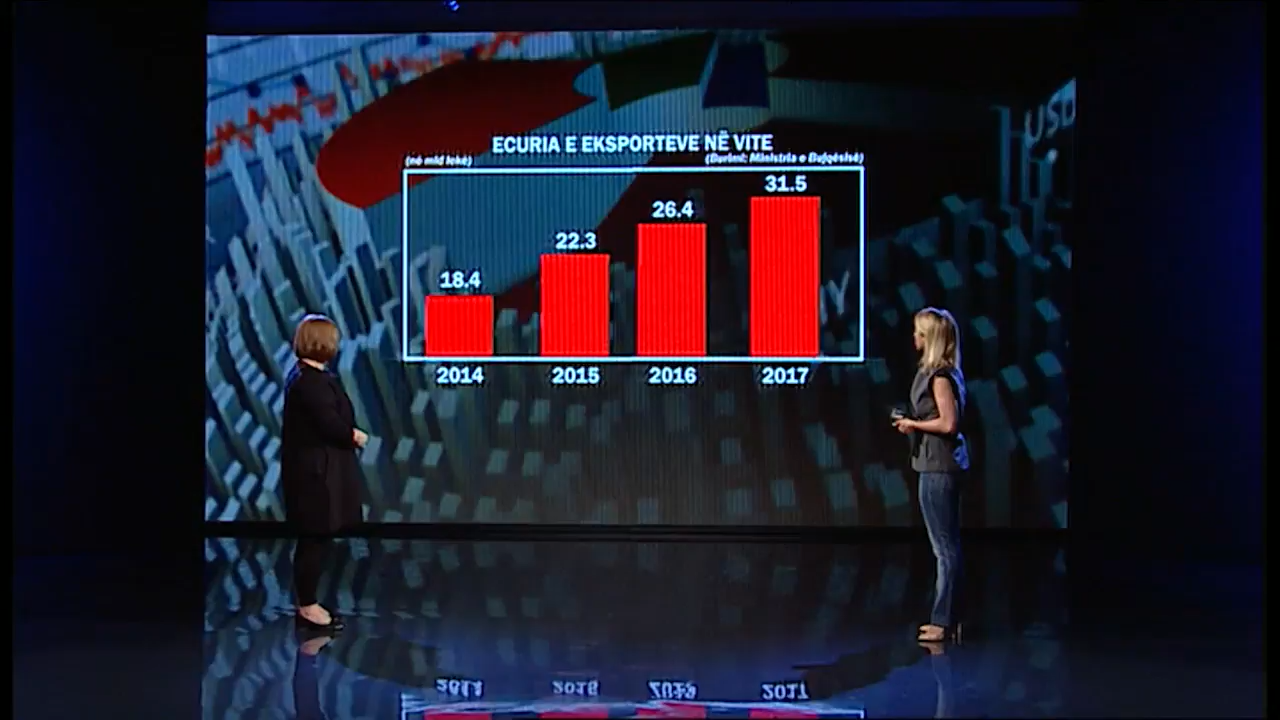 USD
ECURIA E EKSPORTEVE NË VITE
(në mld lekë) (Burimi: Ministria e Bujqësisë)
31.5
26.4
22.3
18.4
2014 2015 2016 2017